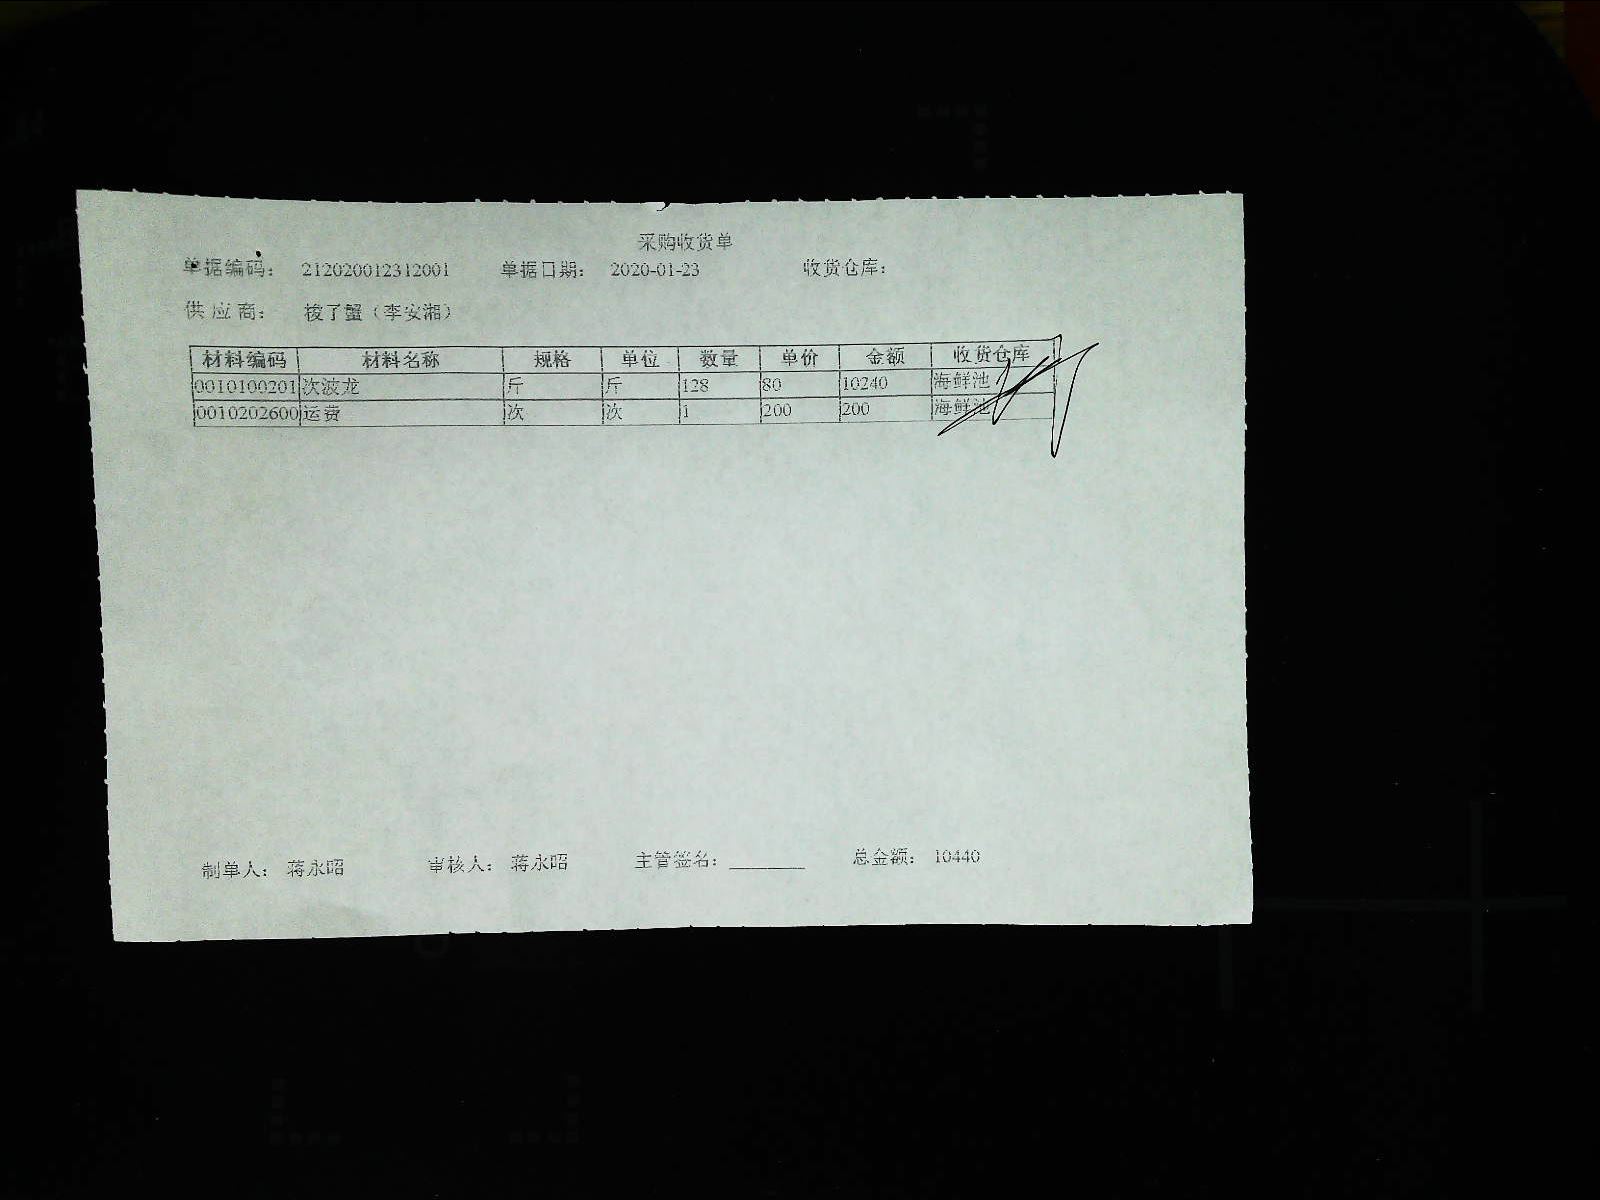 采购收货单
单据编码： 212020012312001 单据日期： 2020-01-23 收货仓库：
供应商： 梭了蟹（李安湘）
材料编码 材料名称 规格 单位 数量 单价 金额 收货仓库
0010100201 次波龙 斤 斤 128 80 10240 海鲜池
0010202600 运费 次 次 1 200 200 海鲜池
制单人： 蒋永昭 审核人： 蒋永昭 主管签名： 总金额： 10440